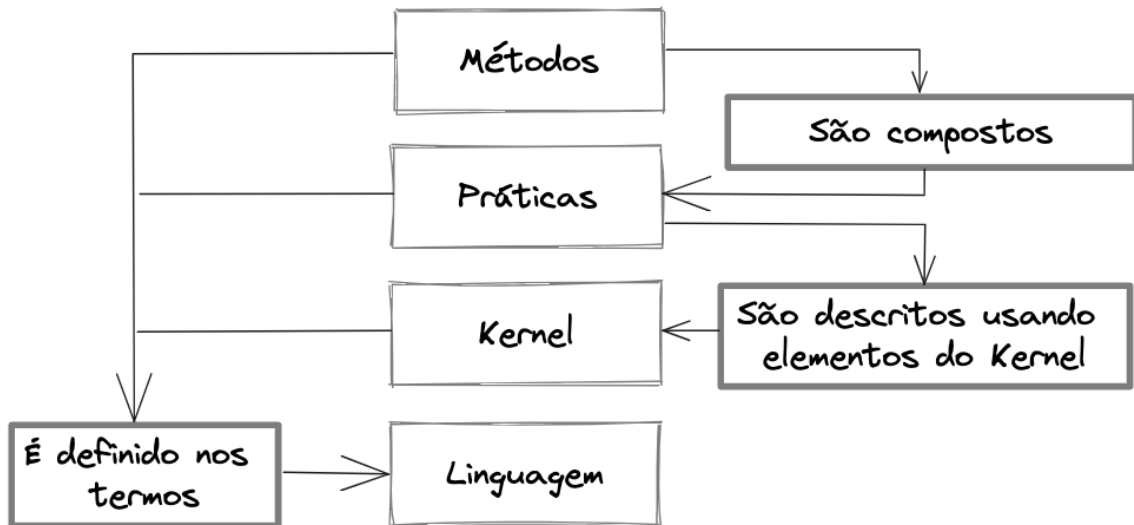 Métodos
São compostos
Práticas
Kernel
São descritos usando
elementos do Kernel
É definido nos
termos
Linguagem